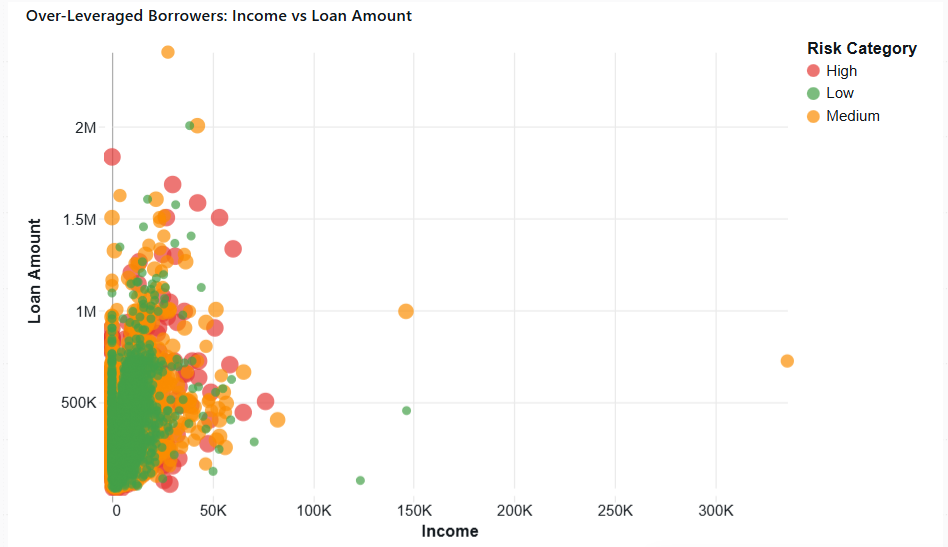 Over-Leveraged Borrowers: Income vs Loan Amount
Risk Category
High
Low
Medium
Loan Amount
2M
1.5M
1M
500K
0
50K
100K
150K
200K
250K
300K
Income